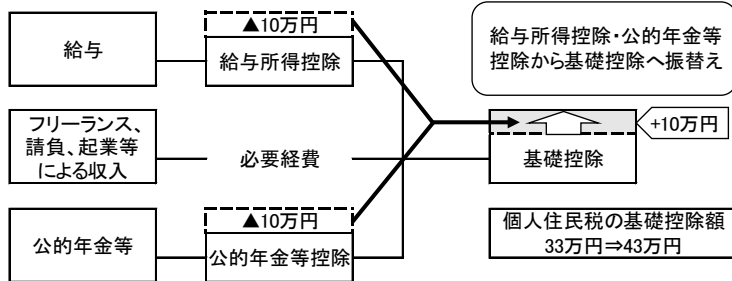 ▲10万円
給与
給与所得控除
給与所得控除・公的年金等
控除から基礎控除へ振替え
フリーランス、
請負、起業等
による収入
必要経費
+10万円
基礎控除
▲10万円
公的年金等
公的年金等控除
個人住民税の基礎控除額
33万円⇒43万円